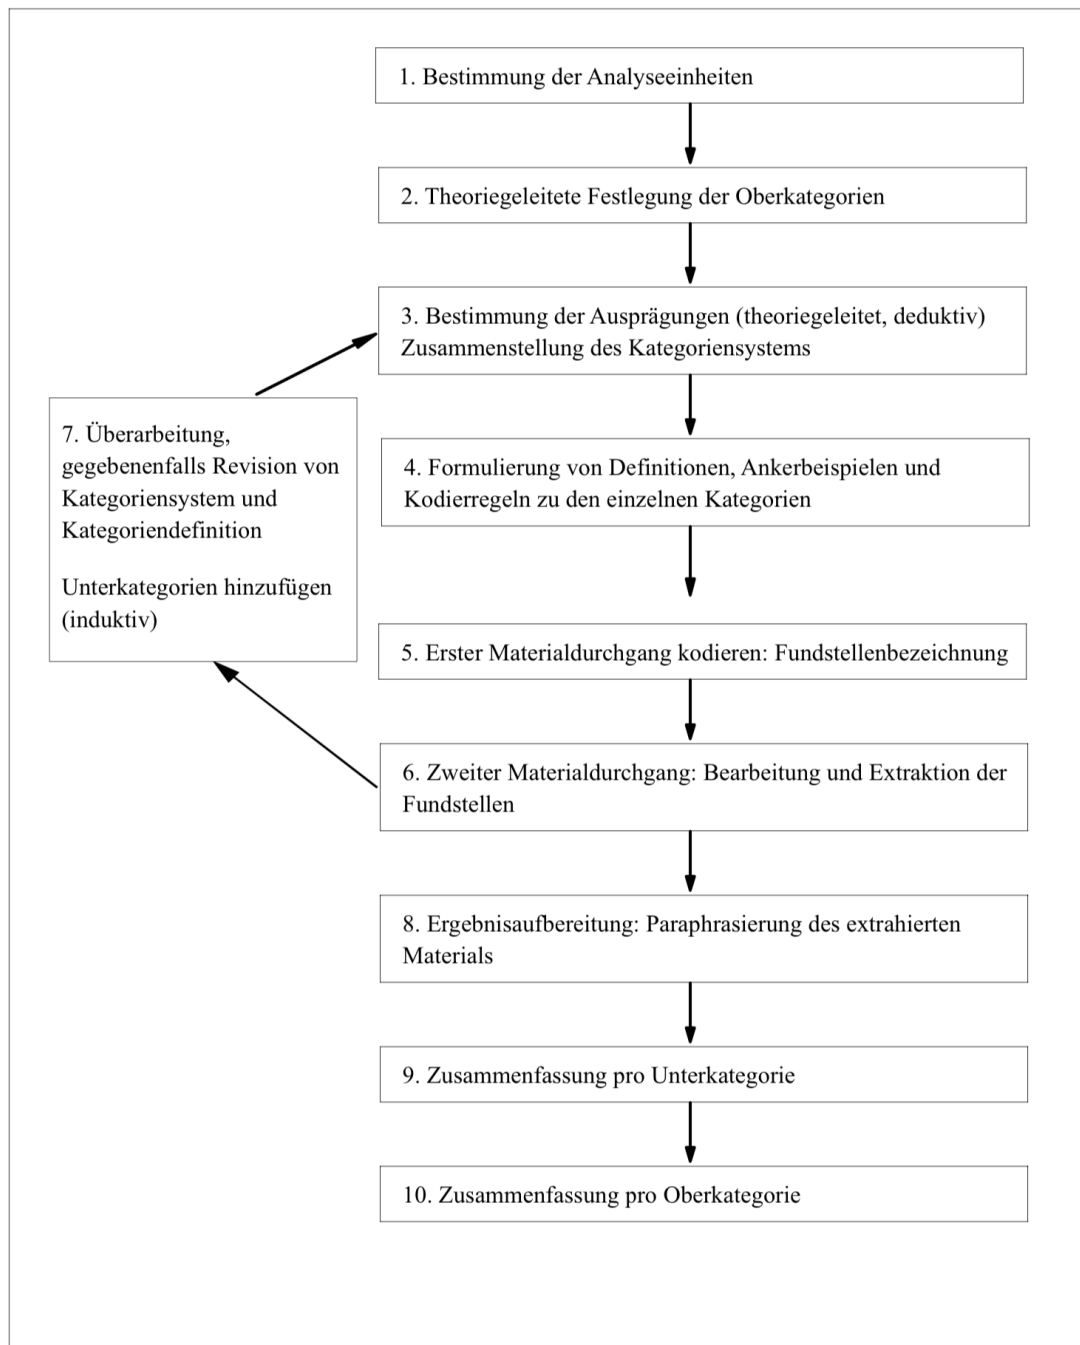 1. Bestimmung der Analyseeinheiten
2. Theoriegeleitete Festlegung der Oberkategorien
3. Bestimmung der Ausprägungen (theoriegeleitet, deduktiv)
Zusammenstellung des Kategoriensystems
4. Formulierung von Definitionen, Ankerbeispielen und
Kodierregeln zu den einzelnen Kategorien
5. Erster Materialdurchgang kodieren: Fundstellenbezeichnung
6. Zweiter Materialdurchgang: Bearbeitung und Extraktion der
Fundstellen
7. Überarbeitung,
gegebenenfalls Revision von
Kategoriensystem und
Kategoriendefinition
Unterkategorien hinzufügen
(induktiv)
8. Ergebnisaufbereitung: Paraphrasierung des extrahierten
Materials
9. Zusammenfassung pro Unterkategorie
10. Zusammenfassung pro Oberkategorie